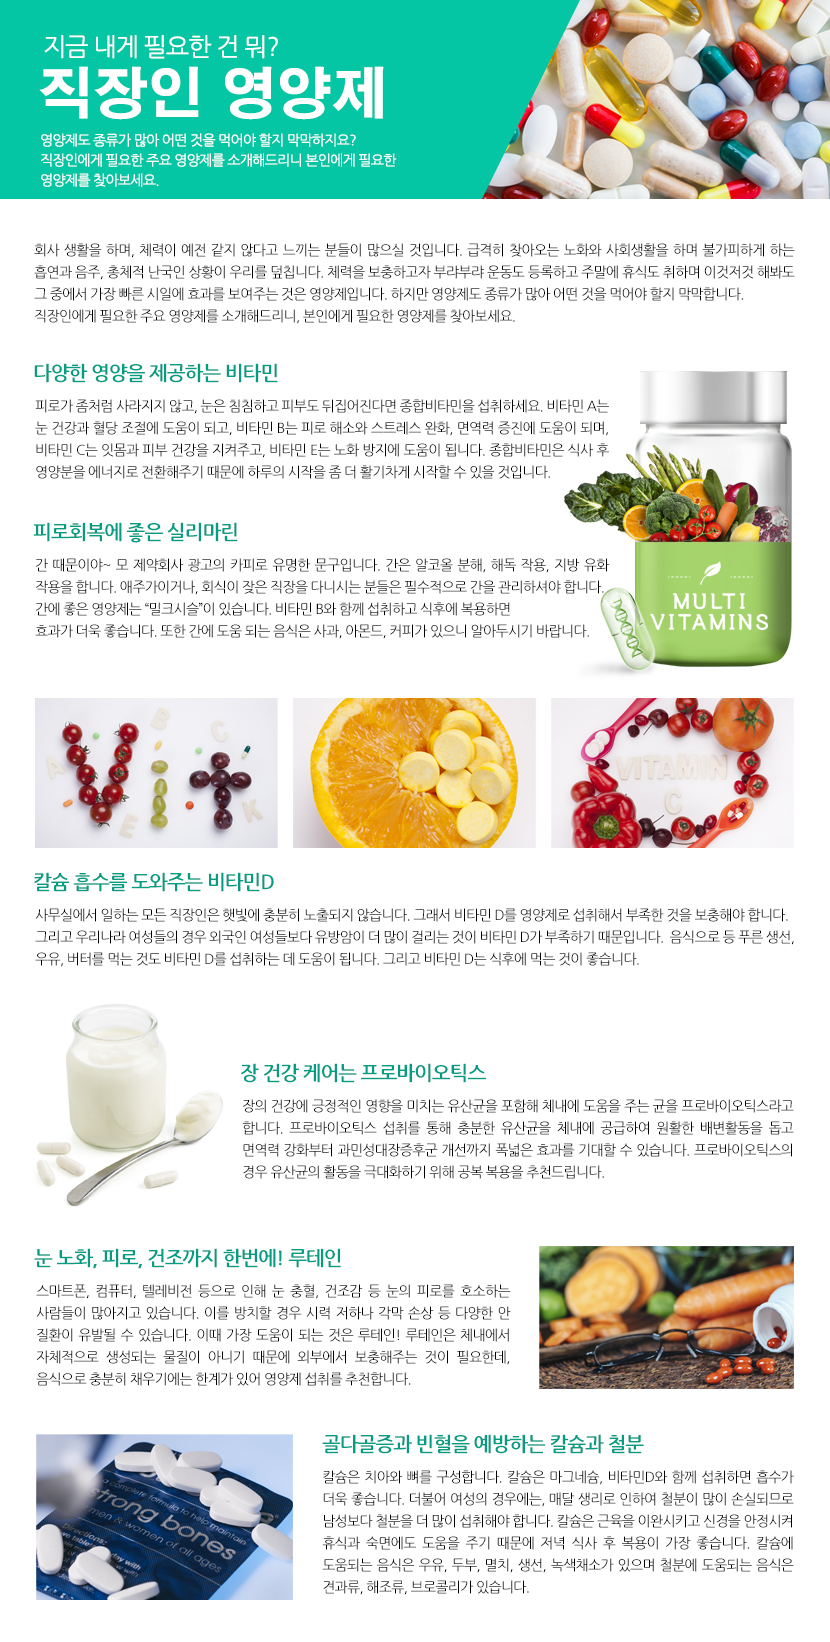 지금 내게 필요한 건 뭐?
직장인 영양제
영양제도 종류가 많아 어떤 것을 먹어야 할지 막막하지요?
직장인에게 필요한 주요 영양제를 소개해드리니 본인에게 필요한
영양제를 찾아보세요.
회사 생활을 하며, 체력이 예전 같지 않다고 느끼는 분들이 많으실 것입니다. 급격히 찾아오는 노화와 사회생활을 하며 불가피하게 하는
흡연과 음주, 총체적 난국인 상황이 우리를 덮칩니다. 체력을 보충하고자 부랴부랴 운동도 등록하고 주말에 휴식도 취하며 이것저것 해봐도
그 중에서 가장 빠른 시일에 효과를 보여주는 것은 영양제입니다. 하지만 영양제도 종류가 많아 어떤 것을 먹어야 할지 막막합니다.
직장인에게 필요한 주요 영양제를 소개해드리니, 본인에게 필요한 영양제를 찾아보세요.
다양한 영양을 제공하는 비타민
피로가 좀처럼 사라지지 않고, 눈은 침침하고 피부도 뒤집어진다면 종합비타민을 섭취하세요. 비타민 A는
눈 건강과 혈당 조절에 도움이 되고, 비타민 B는 피로 해소와 스트레스 완화, 면역력 증진에 도움이 되며,
비타민 C는 잇몸과 피부 건강을 지켜주고, 비타민 E는 노화 방지에 도움이 됩니다. 종합비타민은 식사 후
영양분을 에너지로 전환해주기 때문에 하루의 시작을 좀 더 활기차게 시작할 수 있을 것입니다.
피로회복에 좋은 실리마린
간 때문이야~ 모 제약회사 광고의 카피로 유명한 문구입니다. 간은 알코올 분해, 해독 작용, 지방 유화
작용을 합니다. 애주가이거나, 회식이 잦은 직장을 다니시는 분들은 필수적으로 간을 관리하셔야 합니다.
간에 좋은 영양제는 “밀크시슬”이 있습니다. 비타민 B와 함께 섭취하고 식후에 복용하면
효과가 더욱 좋습니다. 또한 간에 도움 되는 음식은 사과, 아몬드, 커피가 있으니 알아두시기 바랍니다.
MULTI
VITAMINS
A
B
C
E
K
VITAMIN
C
칼슘 흡수를 도와주는 비타민D
사무실에서 일하는 모든 직장인은 햇빛에 충분히 노출되지 않습니다. 그래서 비타민 D를 영양제로 섭취해서 부족한 것을 보충해야 합니다.
그리고 우리나라 여성들의 경우 외국인 여성들보다 유방암이 더 많이 걸리는 것이 비타민 D가 부족하기 때문입니다. 음식으로 등 푸른 생선,
우유, 버터를 먹는 것도 비타민 D를 섭취하는 데 도움이 됩니다. 그리고 비타민 D는 식후에 먹는 것이 좋습니다.
장 건강 케어는 프로바이오틱스
장의 건강에 긍정적인 영향을 미치는 유산균을 포함해 체내에 도움을 주는 균을 프로바이오틱스라고
합니다. 프로바이오틱스 섭취를 통해 충분한 유산균을 체내에 공급하여 원활한 배변활동을 돕고
면역력 강화부터 과민성대장증후군 개선까지 폭넓은 효과를 기대할 수 있습니다. 프로바이오틱스의
경우 유산균의 활동을 극대화하기 위해 공복 복용을 추천드립니다.
눈 노화, 피로, 건조까지 한번에! 루테인
스마트폰, 컴퓨터, 텔레비전 등으로 인해 눈 충혈, 건조감 등 눈의 피로를 호소하는
사람들이 많아지고 있습니다. 이를 방치할 경우 시력 저하나 각막 손상 등 다양한 안
질환이 유발될 수 있습니다. 이때 가장 도움이 되는 것은 루테인! 루테인은 체내에서
자체적으로 생성되는 물질이 아니기 때문에 외부에서 보충해주는 것이 필요한데,
음식으로 충분히 채우기에는 한계가 있어 영양제 섭취를 추천합니다.
a complete formula to help maintain
strong bones
men & women of all ages
Directions:
골다골증과 빈혈을 예방하는 칼슘과 철분
칼슘은 치아와 뼈를 구성합니다. 칼슘은 마그네슘, 비타민D와 함께 섭취하면 흡수가
더욱 좋습니다. 더불어 여성의 경우에는, 매달 생리로 인하여 철분이 많이 손실되므로
남성보다 철분을 더 많이 섭취해야 합니다. 칼슘은 근육을 이완시키고 신경을 안정시켜
휴식과 숙면에도 도움을 주기 때문에 저녁 식사 후 복용이 가장 좋습니다. 칼슘에
도움되는 음식은 우유, 두부, 멸치, 생선, 녹색채소가 있으며 철분에 도움되는 음식은
견과류, 해조류, 브로콜리가 있습니다.